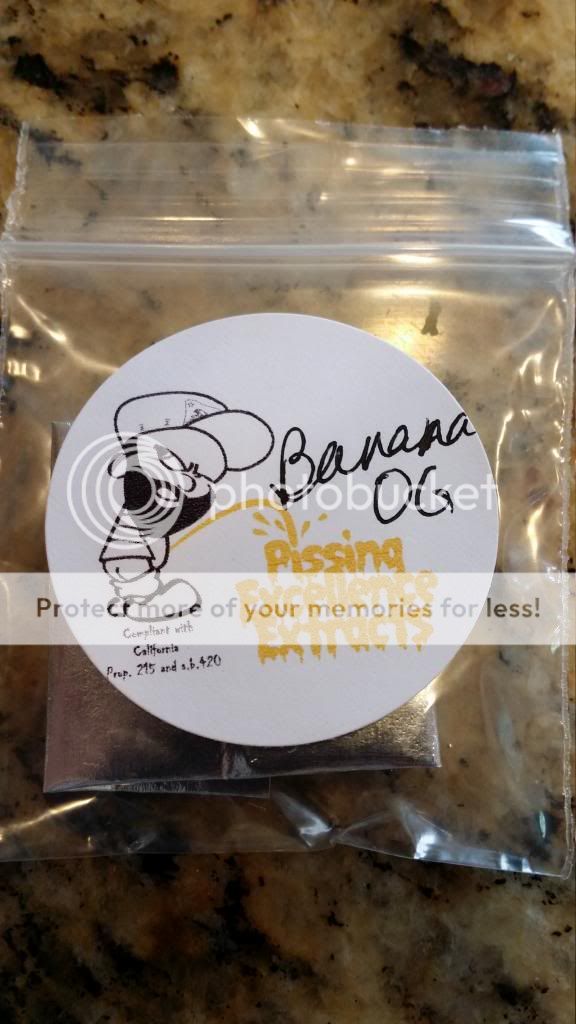 Banana
OG
photobucket
Pissing
Excellence
Extracts
Protect more of your memories for less!
Compliant with
California
Prop. 215 and s.b.420